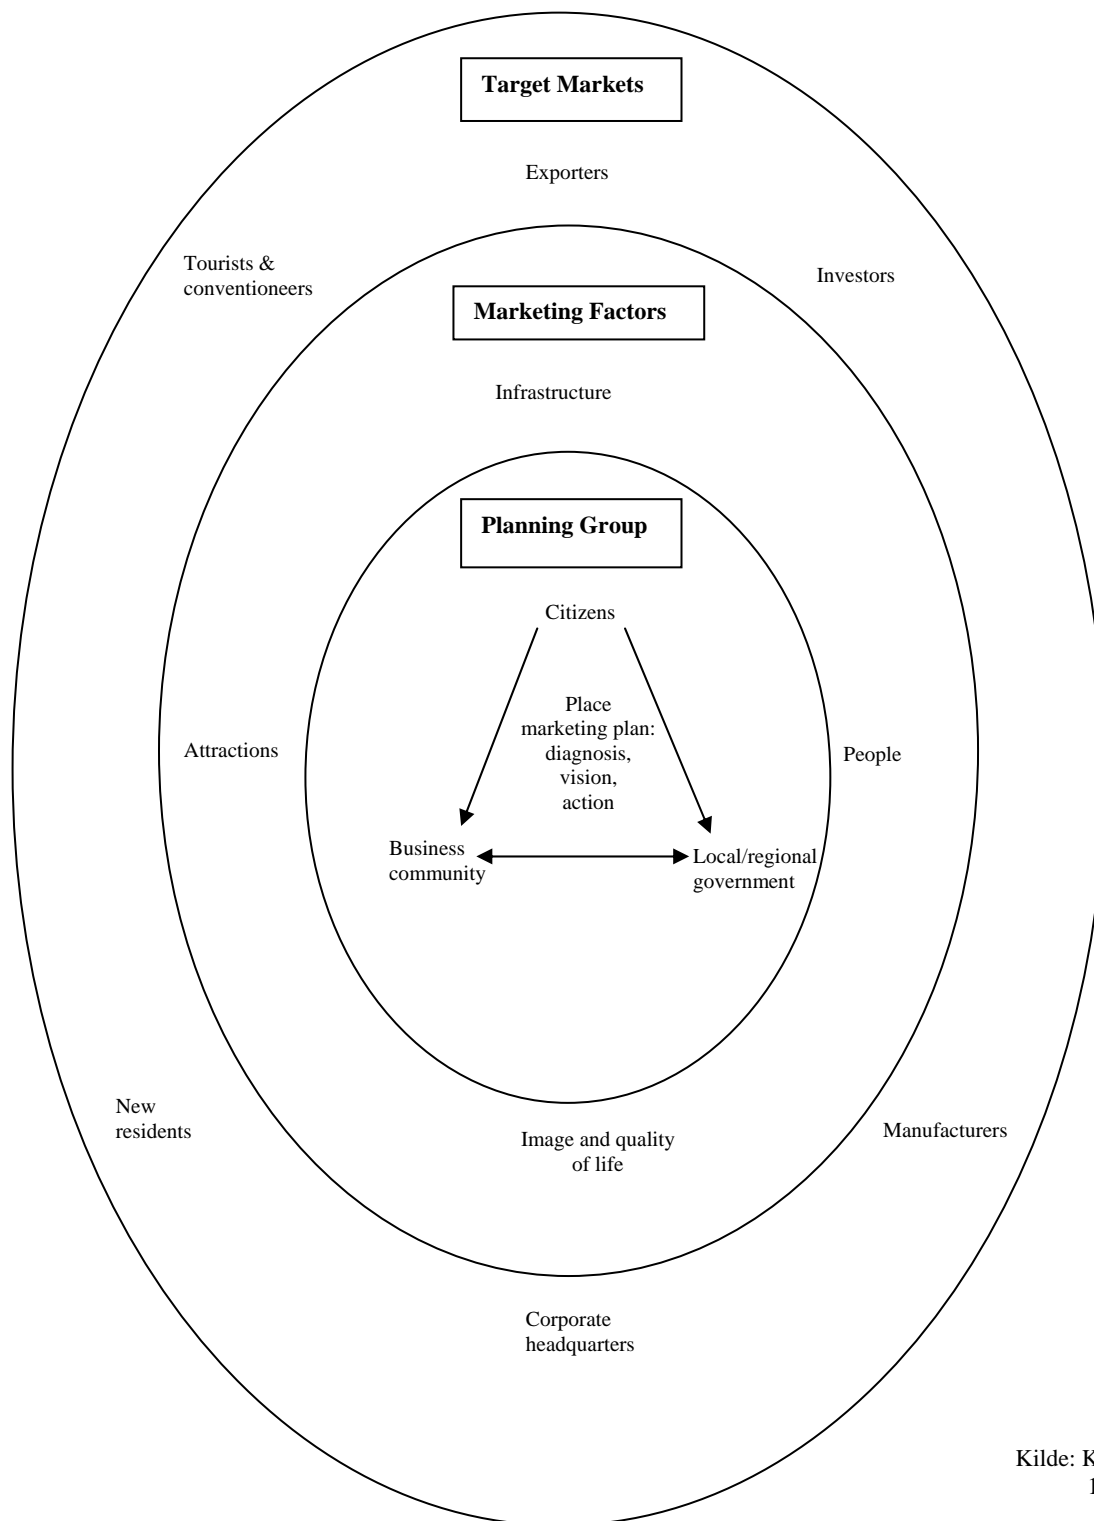 Target Markets
Exporters
Tourists &
conventioneers
Investors
Marketing Factors
Infrastructure
Planning Group
Citizens
Place
marketing plan:
diagnosis,
vision,
action
Attractions
People
Business
community
Local/regional
government
New
residents
Image and quality
of life
Manufacturers
Corporate
headquarters
Kilde: K